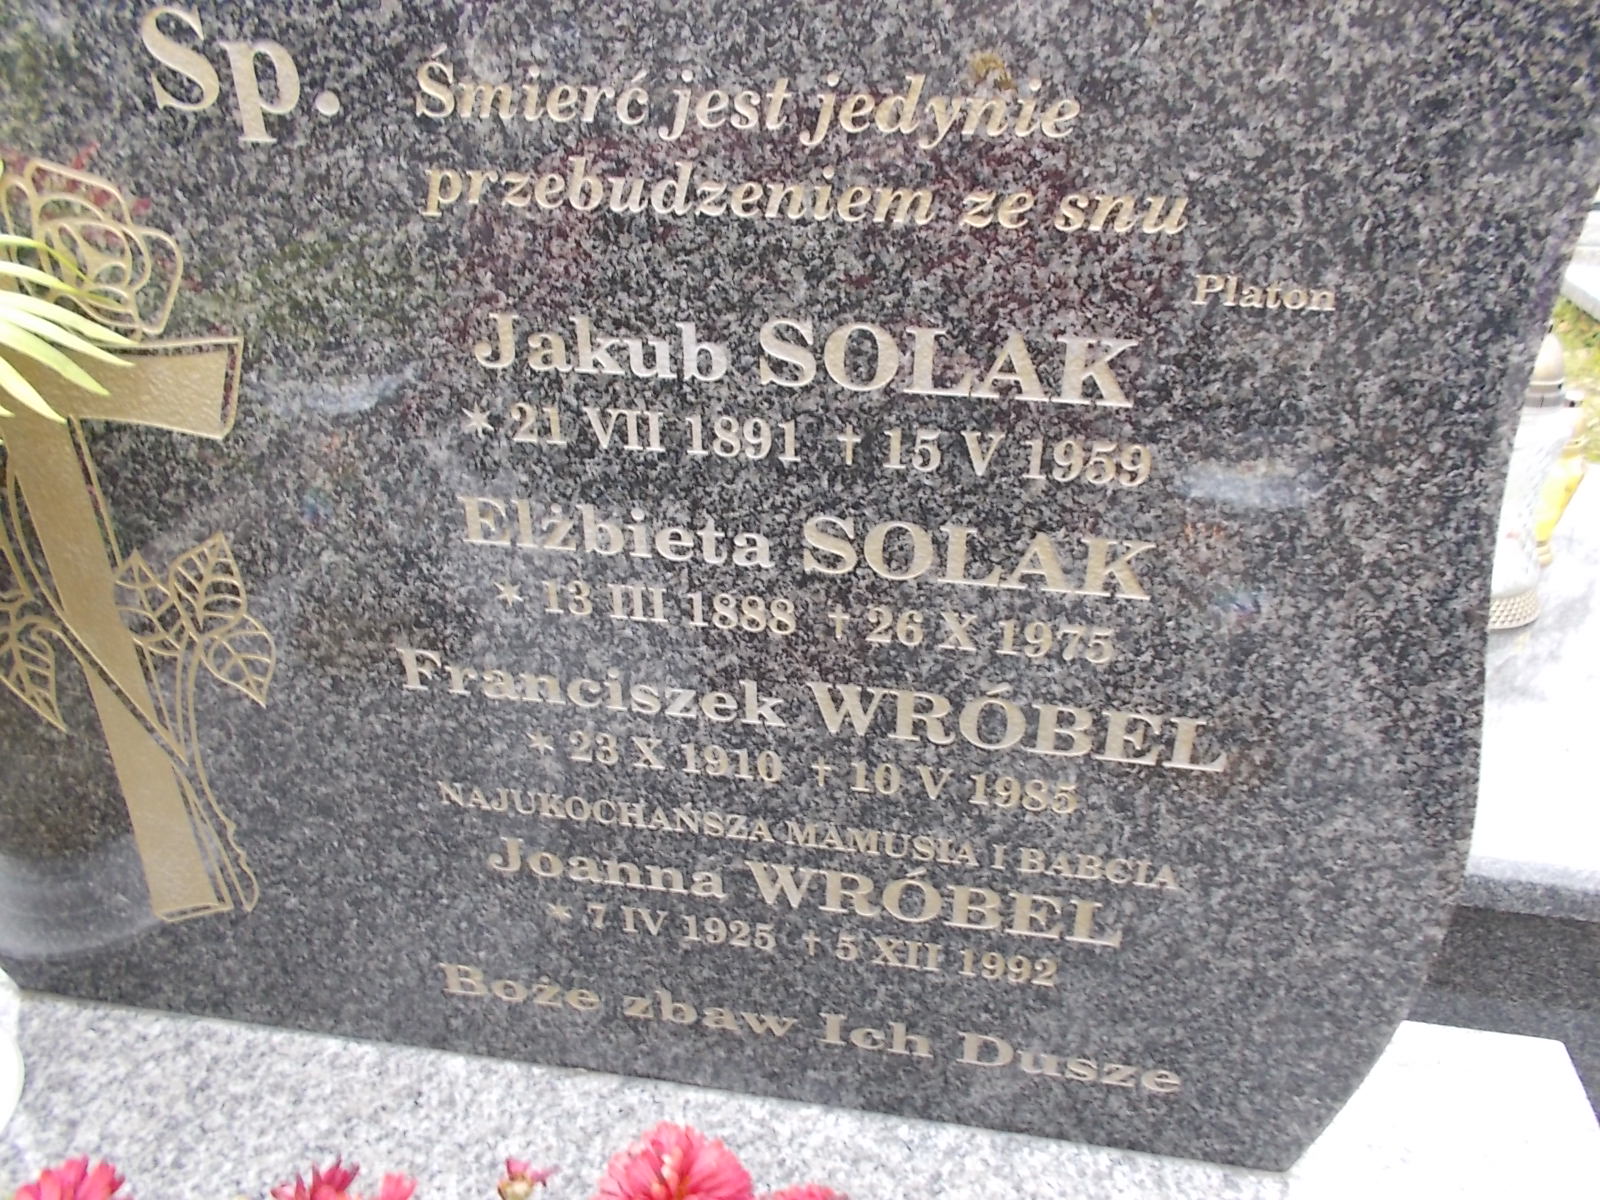 Sp.
Śmierć jest jedynie
przebudzeniem ze snu
Platon
Jakub SOLAK
* 21 VII 1891 † 15 V 1959
Elżbieta SOLAK
* 13 III 1888 † 26 X 1975
Franciszek WRÓBEL
* 23 X 1910 † 10 V 1985
NAJUKOCHAŃSZA MAMUSIA I BABCIA
Joanna WRÓBEL
* 7 IV 1925 † 5 XII 1992
Boże zbaw Ich Dusze